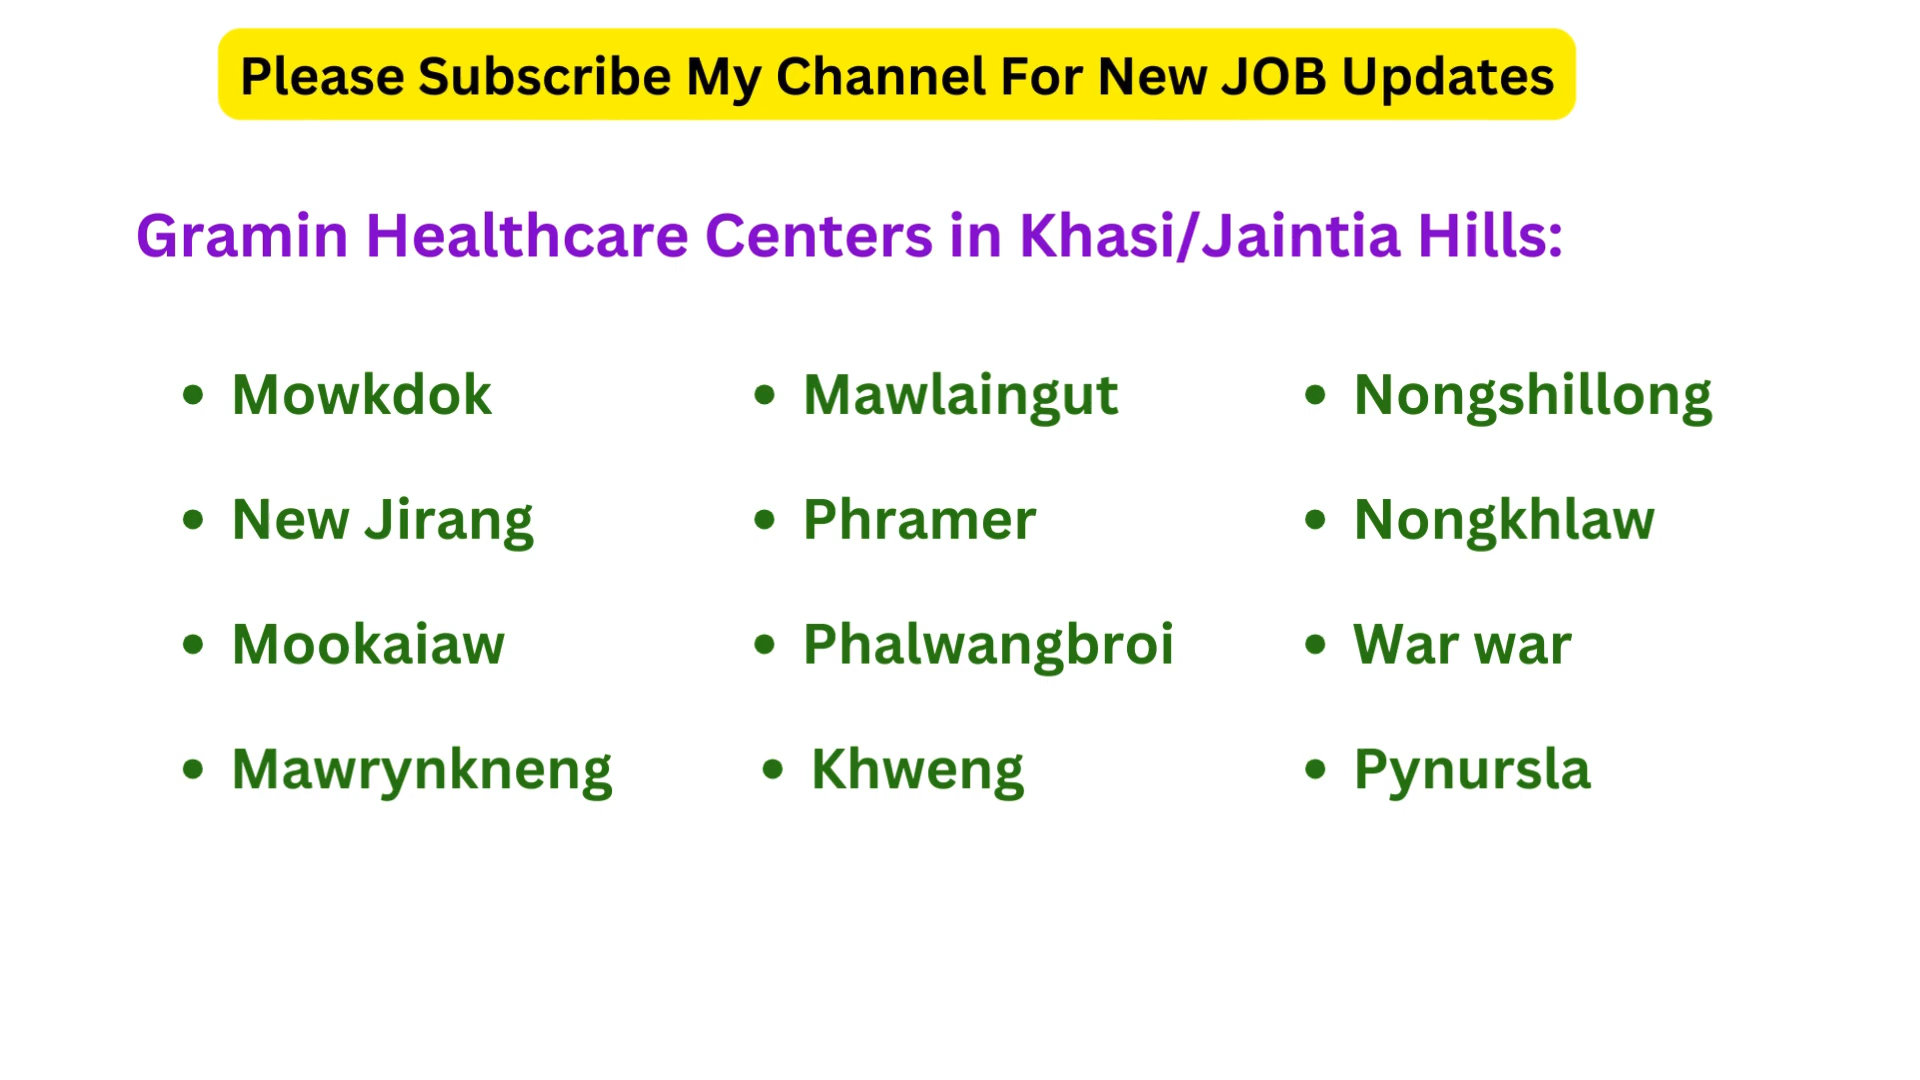 Please Subscribe My Channel For New JOB Updates
Gramin Healthcare Centers in Khasi/Jaintia Hills:
• Mowkdok
• New Jirang
• Mookaiaw
• Mawrynkneng
• Mawlaingut
• Phramer
• Phalwangbroi
• Khweng
• Nongshillong
• Nongkhlaw
• War war
• Pynursla